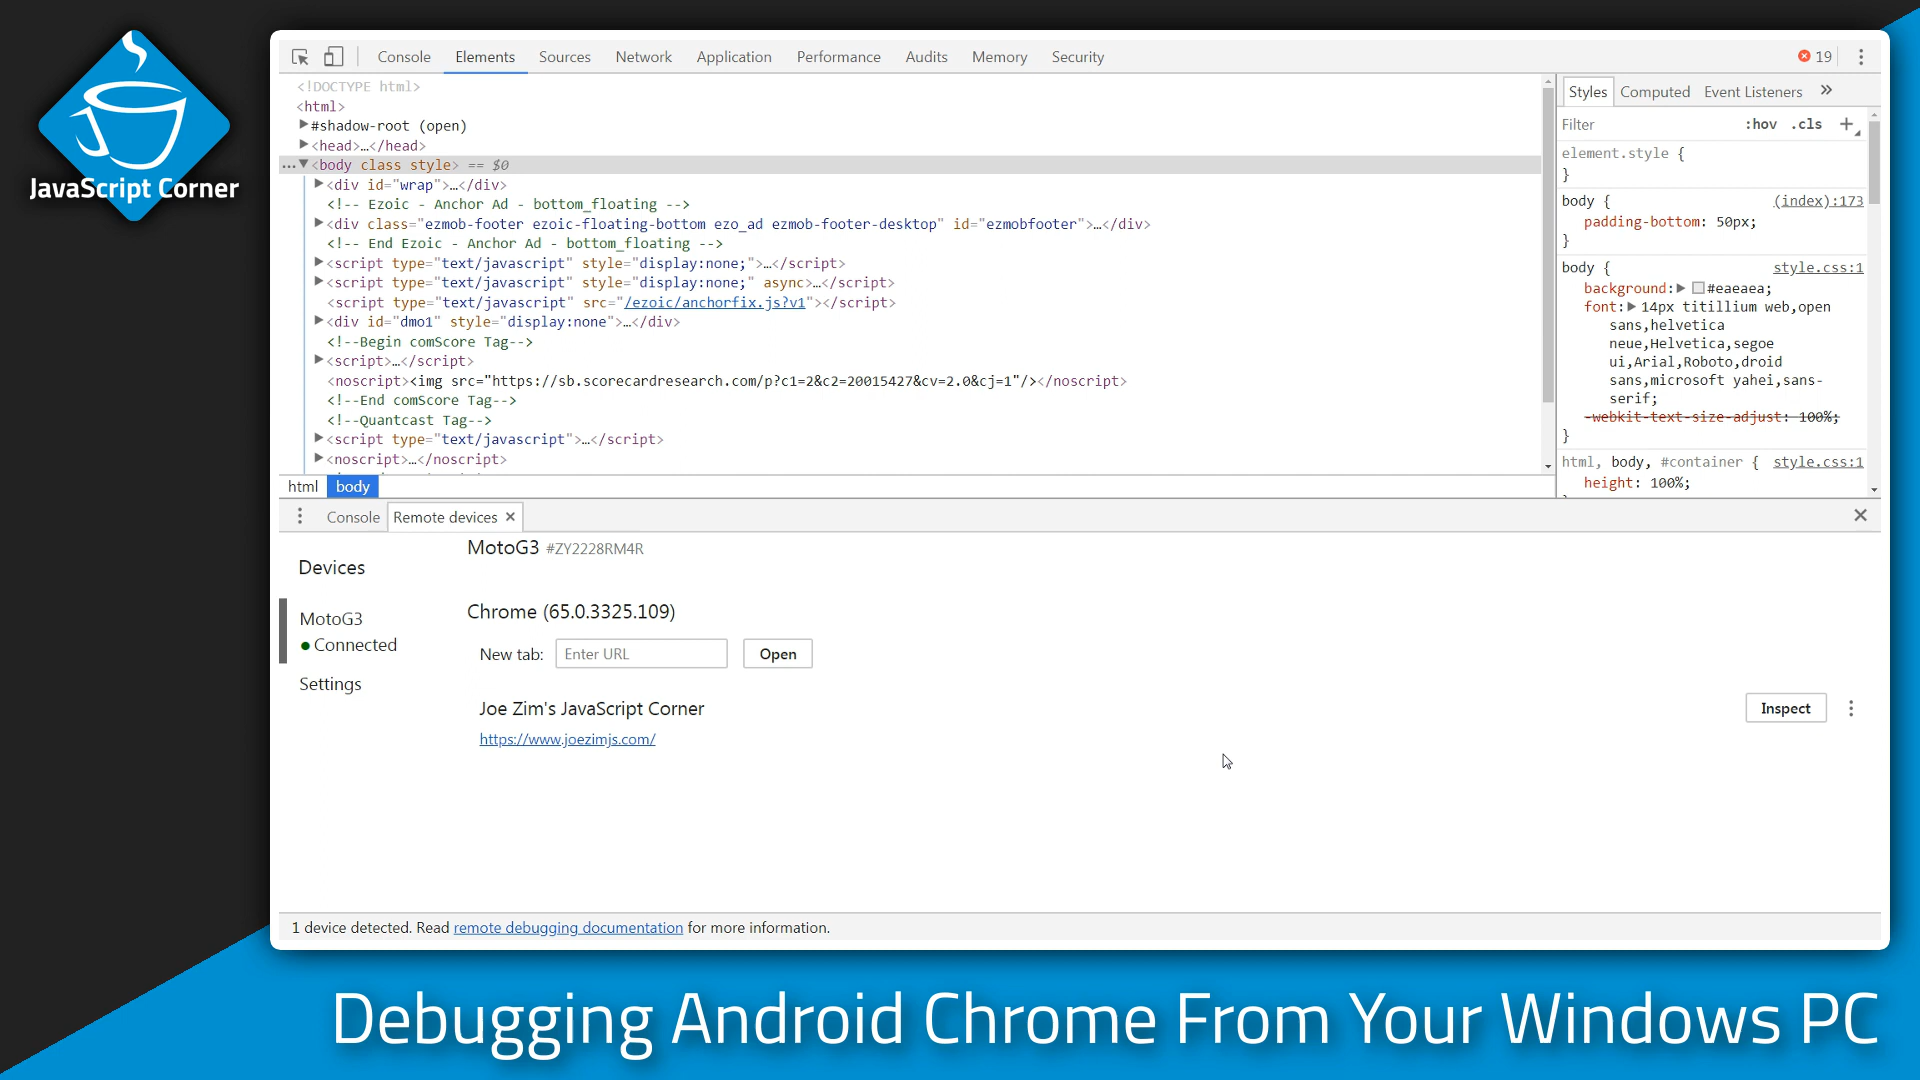 JavaScript Corner
Console Elements Sources Network Application Performance Audits Memory Security 19
<!DOCTYPE html>
<html>
▶#shadow-root (open)
▶<head>…</head>
…▼<body class style> == $0
▶<div id="wrap">…</div>
<!-- Ezoic - Anchor Ad - bottom_floating -->
▶<div class="ezmob-footer ezoic-floating-bottom ezo_ad ezmob-footer-desktop" id="ezmobfooter">…</div>
<!-- End Ezoic - Anchor Ad - bottom_floating -->
▶<script type="text/javascript" style="display:none;">…</script>
▶<script type="text/javascript" style="display:none;" async>…</script>
<script type="text/javascript" src="/ezoic/anchorfix.js?v1"></script>
▶<div id="dmo1" style="display:none">…</div>
<!--Begin comScore Tag-->
▶<script>…</script>
<noscript><img src="https://sb.scorecardresearch.com/p?c1=2&c2=20015427&cv=2.0&cj=1"/></noscript>
<!--End comScore Tag-->
<!--Quantcast Tag-->
▶<script type="text/javascript">…</script>
▶<noscript>…</noscript>
html body
Styles Computed Event Listeners »
Filter :hov .cls +
element.style {
}
body { (index):173
padding-bottom: 50px;
}
body { style.css:1
background:▶ #eaeaea;
font:▶ 14px titillium web,open
sans,helvetica
neue,Helvetica,segoe
ui,Arial,Roboto,droid
sans,microsoft yahei,sans-
serif;
-webkit-text-size-adjust: 100%;
}
html, body, #container { style.css:1
height: 100%;
Console Remote devices ×
Devices
MotoG3
Connected
Settings
MotoG3 #ZY2228RM4R
Chrome (65.0.3325.109)
New tab: Enter URL Open
Joe Zim's JavaScript Corner Inspect
https://www.joezimjs.com/
1 device detected. Read remote debugging documentation for more information.
Debugging Android Chrome From Your Windows PC